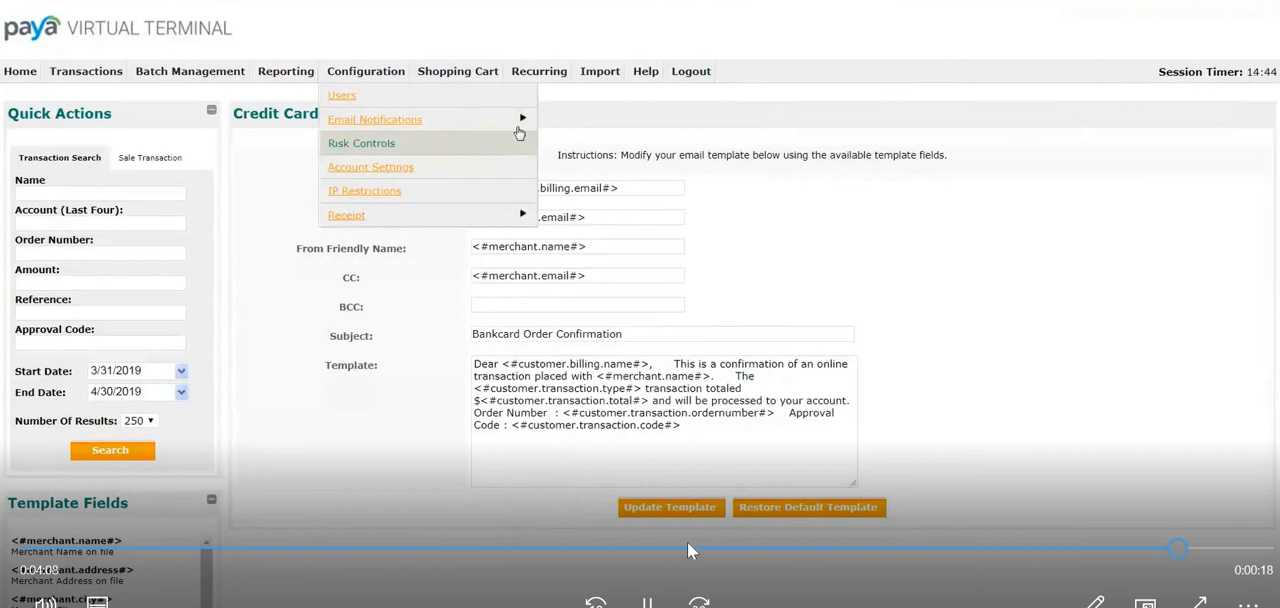 paya VIRTUAL TERMINAL
Home Transactions Batch Management Reporting Configuration Shopping Cart Recurring Import Help Logout Session Timer: 14:44
Users
Email Notifications
Risk Controls
Account Settings
IP Restrictions
Receipt
Quick Actions
Transaction Search Sale Transaction
Name
Account (Last Four):
Order Number:
Amount:
Reference:
Approval Code:
Start Date: 3/31/2019
End Date: 4/30/2019
Number Of Results: 250
Search
Template Fields
<#merchant.name#>
Merchant Name on file
<#merchant.address#>
Merchant Address on file
<#merchant.city#>
Credit Card
Instructions: Modify your email template below using the available template fields.
.billing.email#>
.email#>
From Friendly Name: <#merchant.name#>
CC: <#merchant.email#>
BCC:
Subject: Bankcard Order Confirmation
Template: Dear <#customer.billing.name#>, This is a confirmation of an online
transaction placed with <#merchant.name#>. The
<#customer.transaction.type#> transaction totaled
$<#customer.transaction.total#> and will be processed to your account.
Order Number : <#customer.transaction.ordernumber#> Approval
Code : <#customer.transaction.code#>
Update Template Restore Default Template
0:04:08 0:00:18